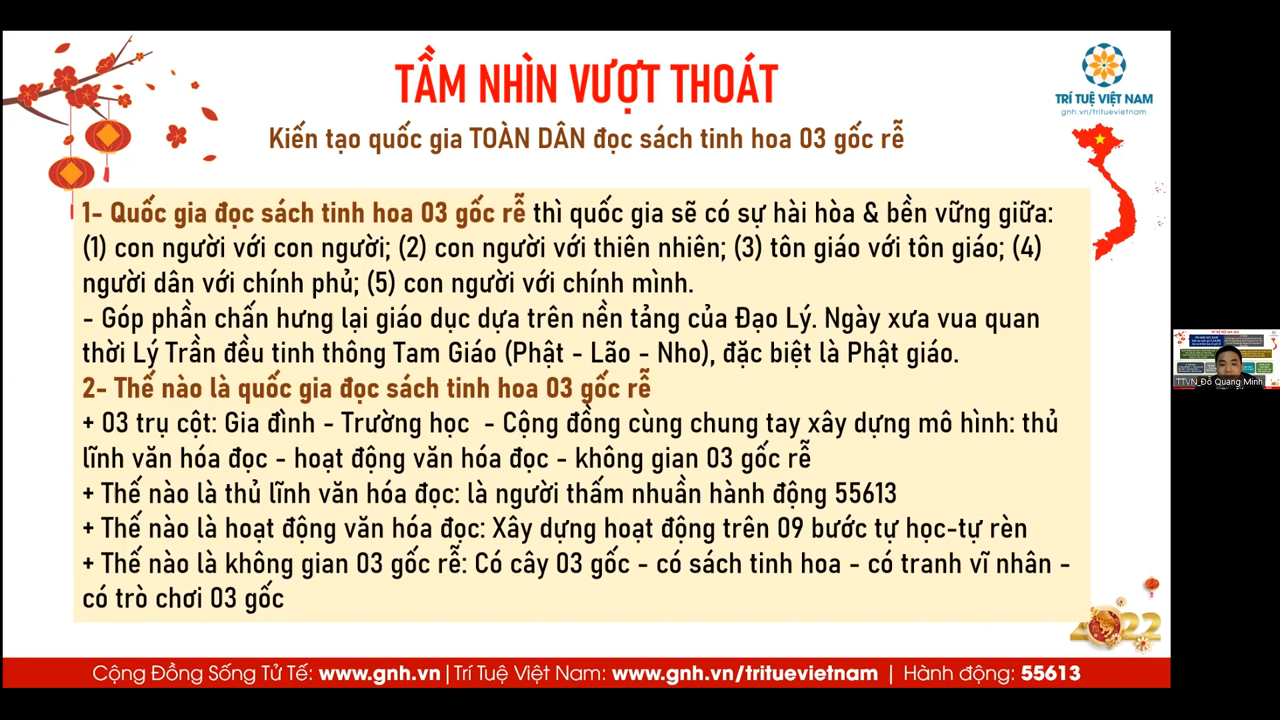 TẦM NHÌN VƯỢT THOÁT
TRÍ TUỆ VIỆT NAM
gnh.vn/trituevietnam
Kiến tạo quốc gia TOÀN DÂN đọc sách tinh hoa 03 gốc rễ
1- Quốc gia đọc sách tinh hoa 03 gốc rễ thì quốc gia sẽ có sự hài hòa & bền vững giữa:
(1) con người với con người; (2) con người với thiên nhiên; (3) tôn giáo với tôn giáo; (4)
người dân với chính phủ; (5) con người với chính mình.
- Góp phần chấn hưng lại giáo dục dựa trên nền tảng của Đạo Lý. Ngày xưa vua quan
thời Lý Trần đều tinh thông Tam Giáo (Phật - Lão - Nho), đặc biệt là Phật giáo.
2- Thế nào là quốc gia đọc sách tinh hoa 03 gốc rễ
+ 03 trụ cột: Gia đình - Trường học - Cộng đồng cùng chung tay xây dựng mô hình: thủ
lĩnh văn hóa đọc - hoạt động văn hóa đọc - không gian 03 gốc rễ
+ Thế nào là thủ lĩnh văn hóa đọc: là người thấm nhuần hành động 55613
+ Thế nào là hoạt động văn hóa đọc: Xây dựng hoạt động trên 09 bước tự học-tự rèn
+ Thế nào là không gian 03 gốc rễ: Có cây 03 gốc - có sách tinh hoa - có tranh vĩ nhân -
có trò chơi 03 gốc
2022
Cộng Đồng Sống Tử Tế: www.gnh.vn | Trí Tuệ Việt Nam: www.gnh.vn/trituevietnam | Hành động: 55613
TTVN_Đỗ Quang Minh